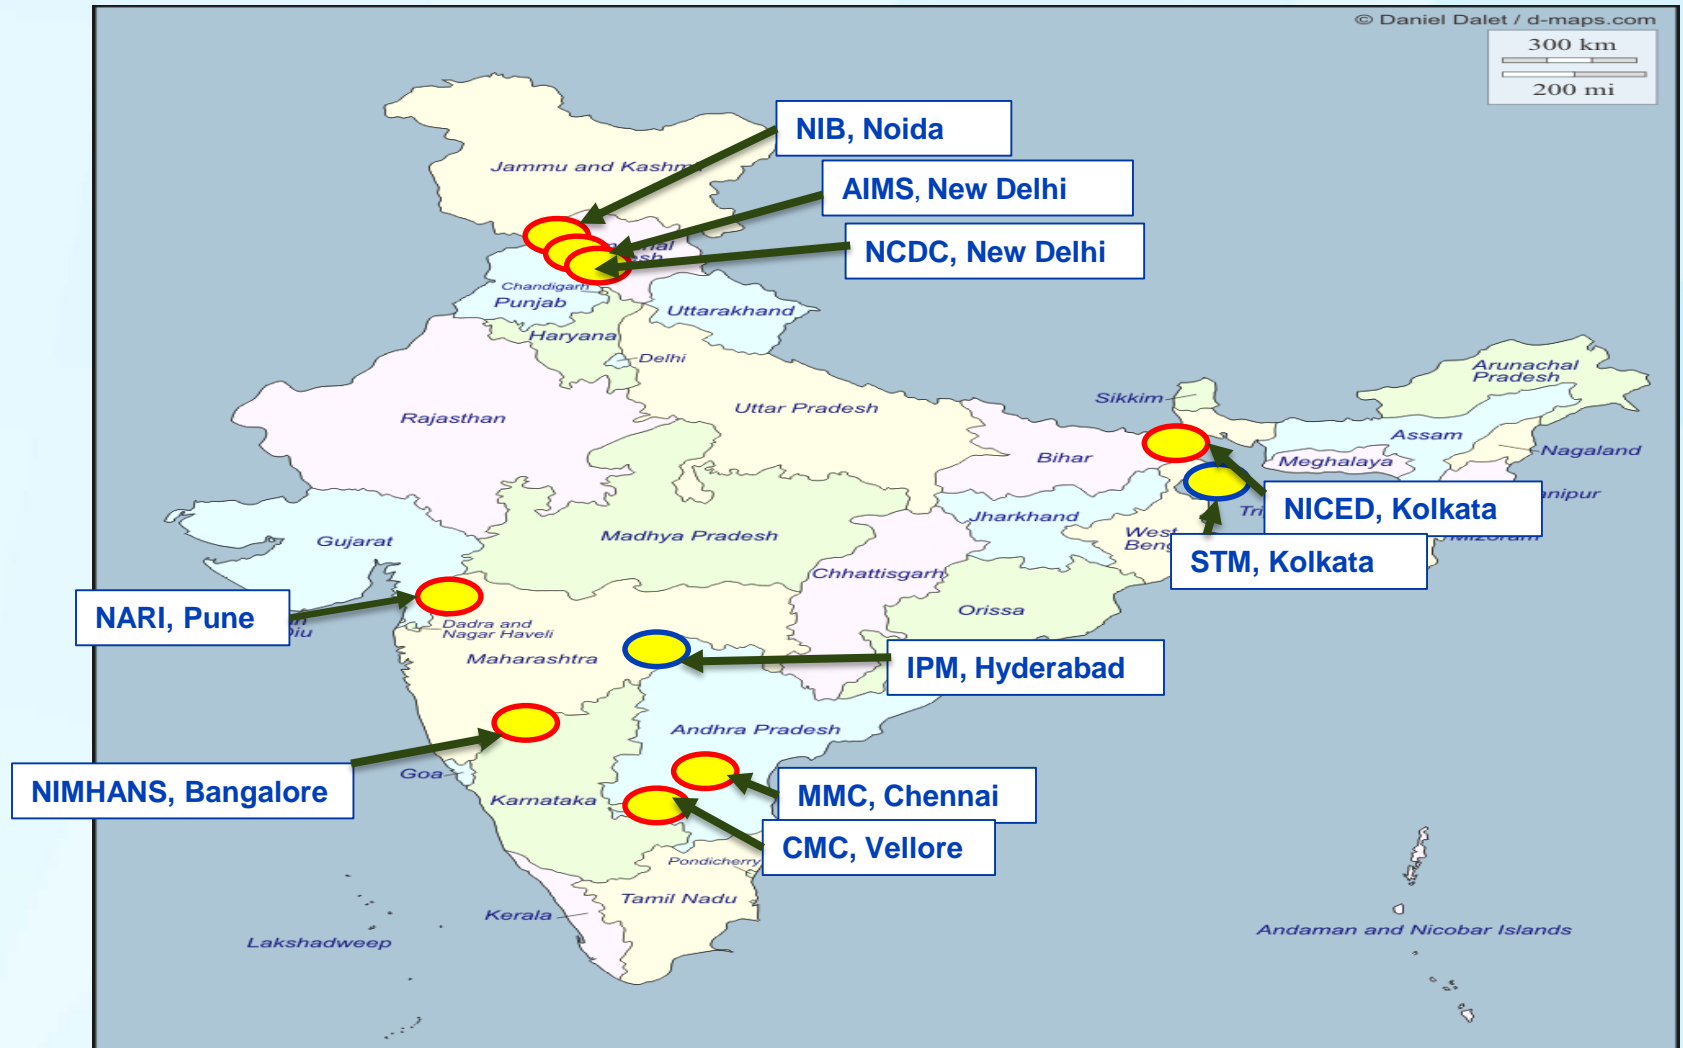 © Daniel Dalet / d-maps.com
300 km
200 mi
NIB, Noida
Jammu and Kashmi
AIMS, New Delhi
NCDC, New Delhi
Chandigarh
Punjab
Uttarakhand
Haryana
Delhi
Arunachal
Pradesh
Sikkim
Rajasthan
Uttar Pradesh
Assam
Nagaland
Bihar
Meghalaya
NICED, Kolkata
Jharkhand
Madhya Pradesh
Gujarat
West
Beng
STM, Kolkata
Chhattisgarh
NARI, Pune
Orissa
Dadra and
Nagar Haveli
Maharashtra
IPM, Hyderabad
Andhra Pradesh
Goa
NIMHANS, Bangalore
Karnataka
MMC, Chennai
CMC, Vellore
Pondicherry
Tamil Nadu
Kerala
Lakshadweep
Andaman and Nicobar Islands